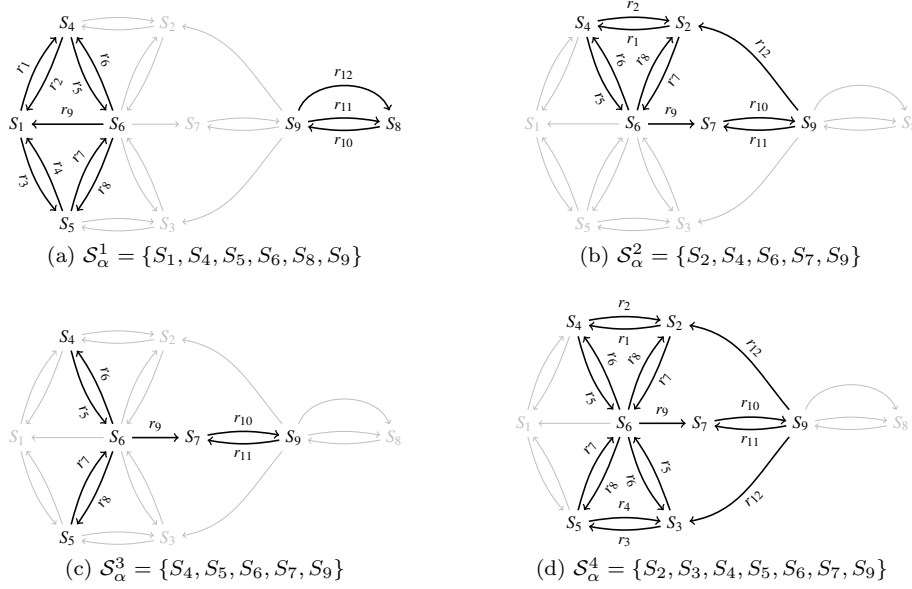 S₄ S₂
r₁ r₂ r₆ r₅ r₁₂
r₉ r₁₁
S₁ S₆ S₇ S₉ S₈
r₃ r₄ r₇ r₈ r₁₀
S₅ S₃
(a) 𝒮¹_α = {S₁, S₄, S₅, S₆, S₈, S₉}
r₂
S₄ S₂
r₁
r₆ r₈ r₁₂
r₅ r₇
r₉ r₁₀
S₁ S₆ S₇ S₉ S₈
r₁₁
S₅ S₃
(b) 𝒮²_α = {S₂, S₄, S₆, S₇, S₉}
S₄ S₂
r₆
r₅
r₉ r₁₀
S₁ S₆ S₇ S₉ S₈
r₁₁
r₇
r₈
S₅ S₃
(c) 𝒮³_α = {S₄, S₅, S₆, S₇, S₉}
r₂
S₄ S₂
r₁
r₆ r₈ r₁₂
r₅ r₇
r₉ r₁₀
S₁ S₆ S₇ S₉ S₈
r₁₁
r₇ r₅
r₈ r₆
r₄ r₁₂
S₅ S₃
r₃
(d) 𝒮⁴_α = {S₂, S₃, S₄, S₅, S₆, S₇, S₉}